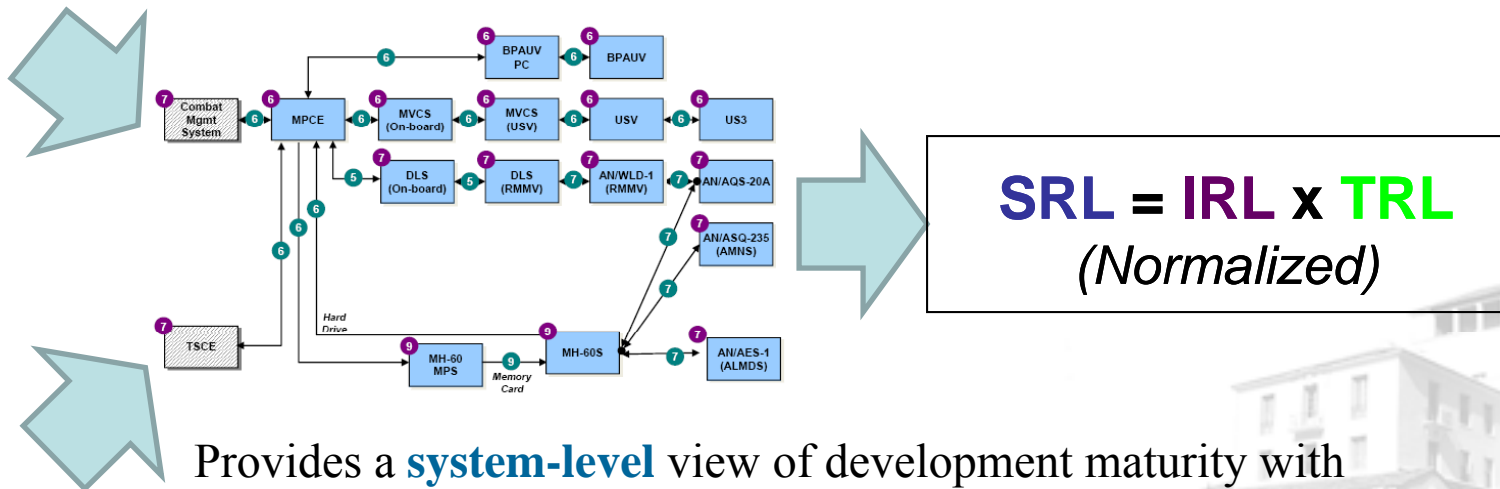 6 6
BPAUV
PC
6
BPAUV
6
7
Combat
Mgmt
System
6
6
MPCE
6
6
MVCS
(On-board)
6
6
MVCS
(USV)
6
6
USV
6
6
US3
7
DLS
(On-board)
5
5
7
DLS
(RMMV)
7
7
AN/WLD-1
(RMMV)
7
7
AN/AQS-20A
6
6
6
7
7
AN/ASQ-235
(AMNS)
7
SRL = IRL x TRL
(Normalized)
7
TSCE
Hard
Drive
9
MH-60
MPS
9
Memory
Card
9
MH-60S
7
7
AN/AES-1
(ALMDS)
Provides a system-level view of development maturity with